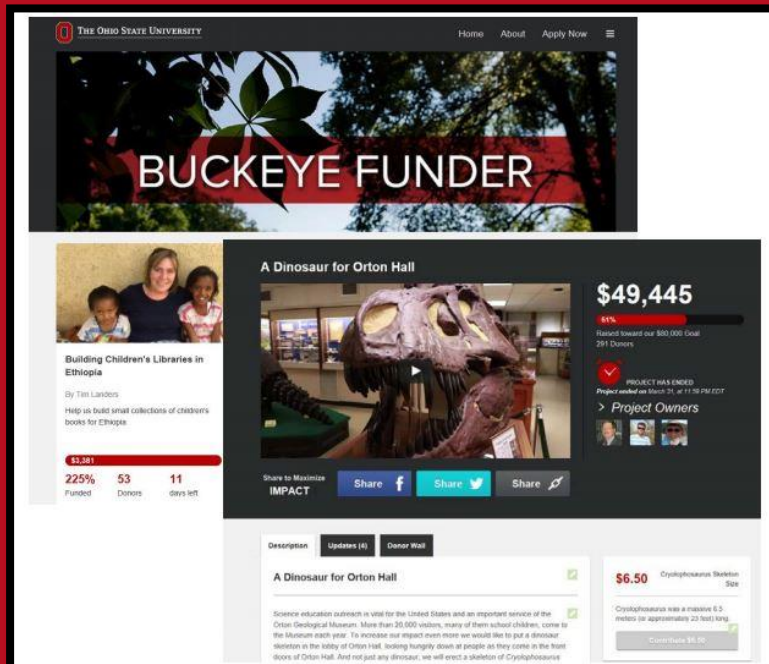 THE OHIO STATE UNIVERSITY
Home About Apply Now
BUCKEYE FUNDER
Building Children's Libraries in
Ethiopia
By Tim Landers
Help us build small collections of children's
books for Ethiopia
$3,381
225% 53 11
Funded Donors days left
A Dinosaur for Orton Hall
$49,445
61%
Raised toward our $80,000 Goal
291 Donors
PROJECT HAS ENDED
Project ended on March 31, at 11:59 PM EDT
> Project Owners
Share to Maximize
IMPACT
Share f
Share
Share
Description Updates (4) Donor Wall
A Dinosaur for Orton Hall
Science education outreach is vital for the United States and an important service of the
Orton Geological Museum. More than 20,000 visitors, many of them school children, come to
the Museum each year. To increase our impact even more we would like to put a dinosaur
skeleton in the lobby of Orton Hall, looking hungrily down at people as they come in the front
doors of Orton Hall. And not just any dinosaur, we will erect a skeleton of Cryolophosaurus
$6.50 Cryolophosaurus Skeleton
Size
Cryolophosaurus was a massive 6.5
meters (or approximately 23 feet) long.
Contribute $6.50